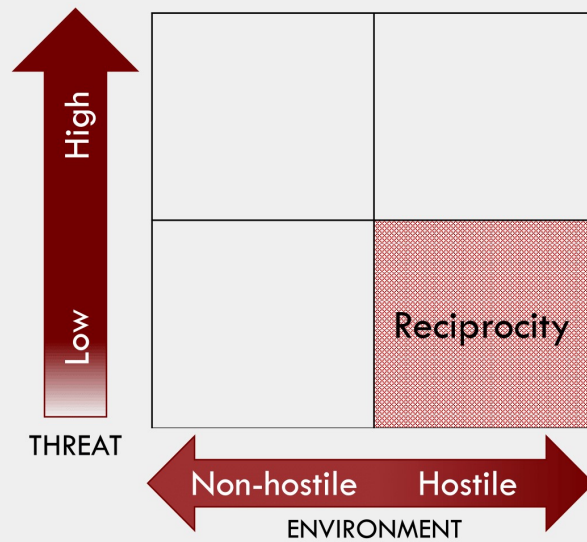 High
Low
THREAT
Reciprocity
Non-hostile Hostile
ENVIRONMENT